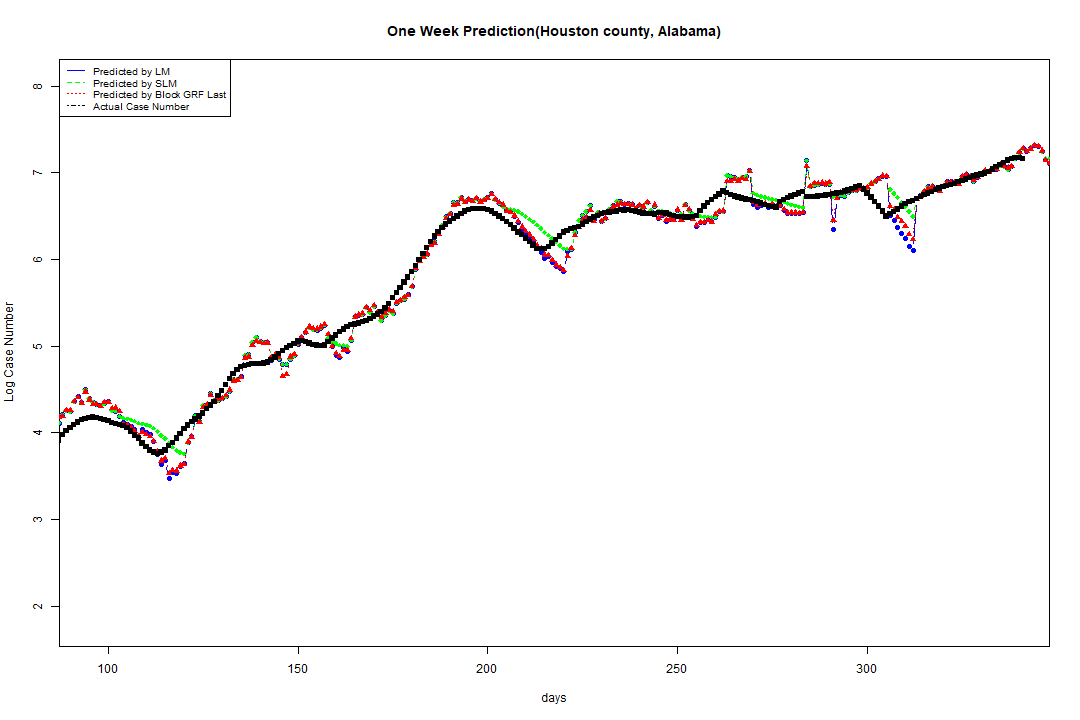 One Week Prediction(Houston county, Alabama)
Predicted by LM
Predicted by SLM
Predicted by Block GRF Last
Actual Case Number
8
7
6
5
4
3
2
Log Case Number
100 150 200 250 300
days